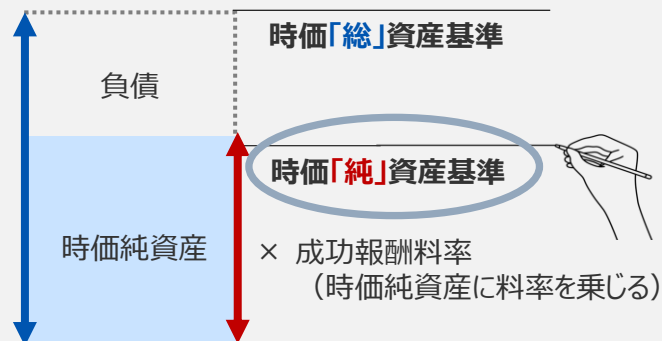 時価「総」資産基準
負債
時価「純」資産基準
時価純資産
× 成功報酬料率
（時価純資産に料率を乗じる）